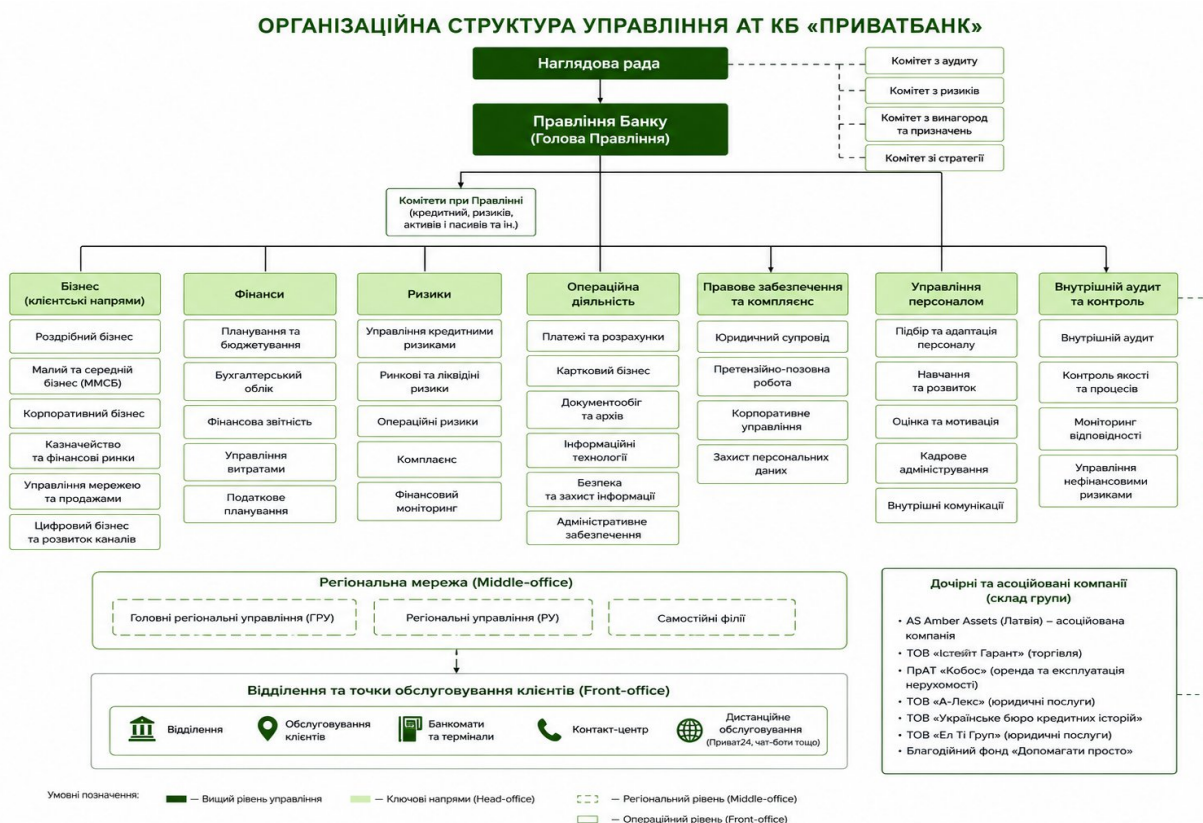 ОРГАНІЗАЦІЙНА СТРУКТУРА УПРАВЛІННЯ АТ КБ «ПРИВАТБАНК»
Наглядова рада
Комітет з аудиту
Комітет з ризиків
Комітет з винагород
та призначень
Комітет зі стратегії
Правління Банку
(Голова Правління)
Комітети при Правлінні
(кредитний, ризиків,
активів і пасивів та ін.)
Бізнес
(клієнтські напрями)
Роздрібний бізнес
Малий та середній
бізнес (ММСБ)
Корпоративний бізнес
Казначейство
та фінансові ринки
Управління мережею
та продажами
Цифровий бізнес
та розвиток каналів
Фінанси
Планування та
бюджетування
Бухгалтерський
облік
Фінансова звітність
Управління
витратами
Податкове
планування
Ризики
Управління кредитними
ризиками
Ринкові та ліквідіні
ризики
Операційні ризики
Комплаєнс
Фінансовий
моніторинг
Операційна
діяльність
Платежі та розрахунки
Картковий бізнес
Документообіг
та архів
Інформаційні
технології
Безпека
та захист інформації
Адміністративне
забезпечення
Правове забезпечення
та компляєнс
Юридичний супровід
Претензійно-позовна
робота
Корпоративне
управління
Захист персональних
даних
Управління
персоналом
Підбір та адаптація
персоналу
Навчання
та розвиток
Оцінка та мотивація
Кадрове
адміністрування
Внутрішні комунікації
Внутрішній аудит
та контроль
Внутрішній аудит
Контроль якості
та процесів
Моніторинг
відповідності
Управління
нефінансовими
ризиками
Регіональна мережа (Middle-office)
Головні регіональні управління (ГРУ)
Регіональні управління (РУ)
Самостійні філії
Відділення та точки обслуговування клієнтів (Front-office)
Відділення
Обслуговування
клієнтів
Банкомати
та термінали
Контакт-центр
Дистанційне
обслуговування
(Приват24, чат-боти тощо)
Дочірні та асоційовані компанії
(склад групи)
• AS Amber Assets (Латвія) – асоційована
компанія
• ТОВ «Істейт Гарант» (торгівля)
• ПрАТ «Кобос» (оренда та експлуатація
нерухомості)
• ТОВ «А-Лекс» (юридичні послуги)
• ТОВ «Українське бюро кредитних історій»
• ТОВ «Ел Ті Груп» (юридичні послуги)
• Благодійний фонд «Допомагати просто»
Умовні позначення:
— Вищий рівень управління
— Ключові напрями (Head-office)
— Регіональний рівень (Middle-office)
— Операційний рівень (Front-office)